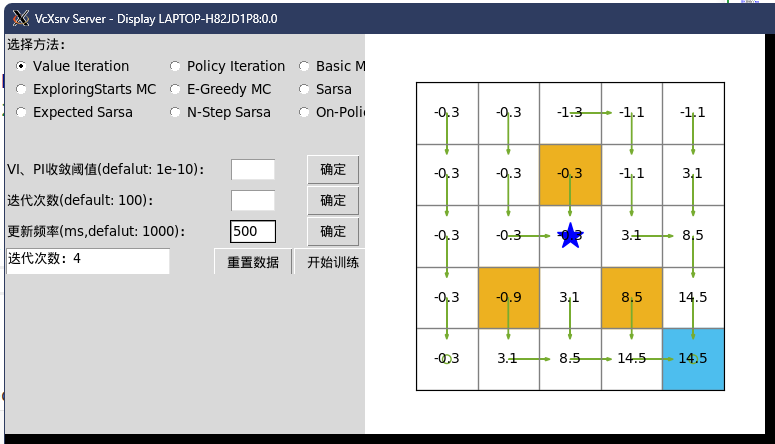 VcXsrv Server - Display LAPTOP-H82JD1P8:0.0
选择方法:
Value Iteration Policy Iteration Basic M
ExploringStarts MC E-Greedy MC Sarsa
Expected Sarsa N-Step Sarsa On-Polic
VI、PI收敛阈值(defalut: 1e-10): 确定
迭代次数(default: 100): 确定
更新频率(ms,defalut: 1000): 500 确定
迭代次数: 4 重置数据 开始训练
-0.3 -0.3 -1.3 -1.1 -1.1
-0.3 -0.3 -0.3 -1.1 3.1
-0.3 -0.3 -0.3 3.1 8.5
-0.3 -0.9 3.1 8.5 14.5
-0.3 3.1 8.5 14.5 14.5